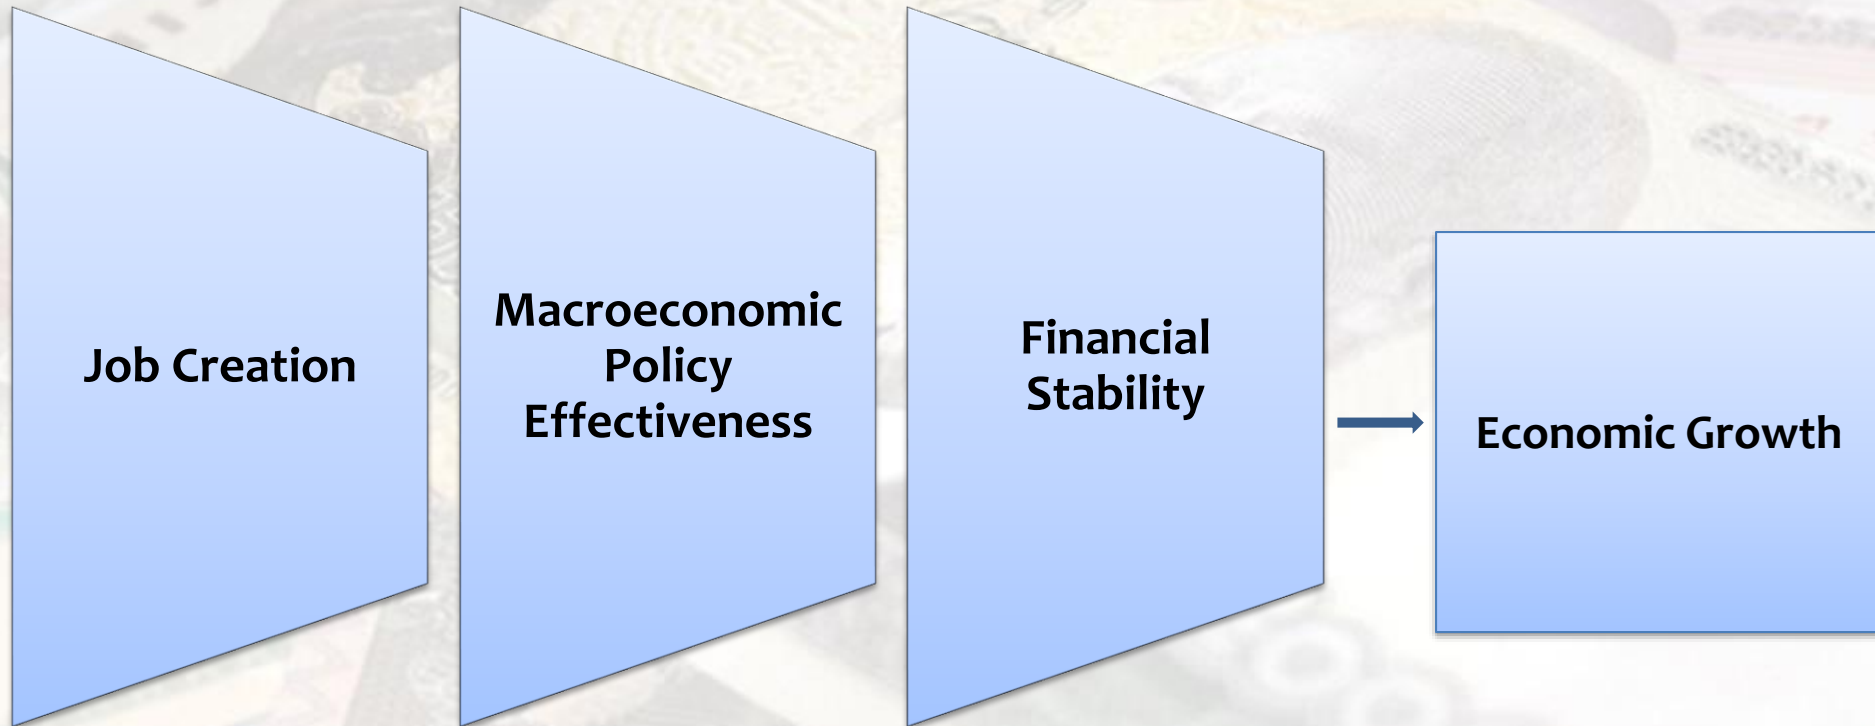 Job Creation
Macroeconomic
Policy
Effectiveness
Financial
Stability
Economic Growth